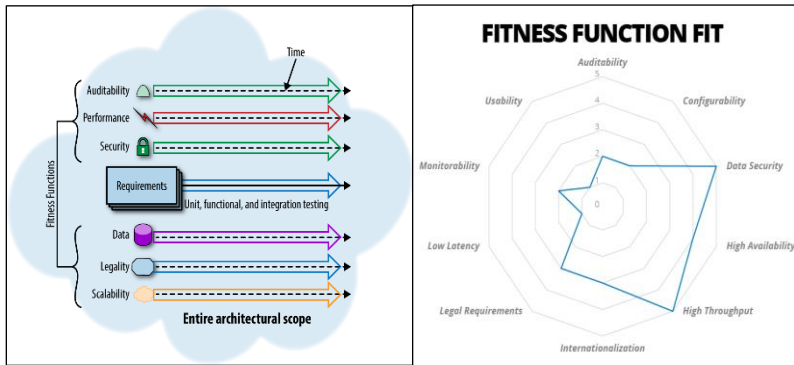 Time
Auditability
Performance
Security
Fitness Functions
Requirements
Unit, functional, and integration testing
Data
Legality
Scalability
Entire architectural scope
FITNESS FUNCTION FIT
Auditability
5
4
3
2
1
0
Usability
Configurability
Monitorability
Data Security
Low Latency
High Availability
Legal Requirements
High Throughput
Internationalization